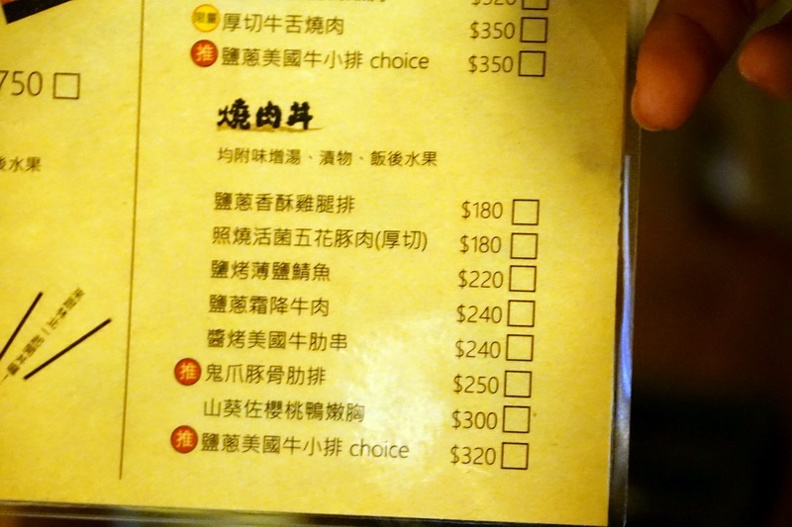 750
後水果
$320
限量 厚切牛舌燒肉 $350
推 鹽蔥美國牛小排 choice $350
燒肉丼
均附味增湯、漬物、飯後水果
鹽蔥香酥雞腿排 $180
照燒活菌五花豚肉(厚切) $180
鹽烤薄鹽鯖魚 $220
鹽蔥霜降牛肉 $240
醬烤美國牛肋串 $240
推 鬼爪豚骨肋排 $250
山葵佐櫻桃鴨嫩胸 $300
推 鹽蔥美國牛小排 choice $320